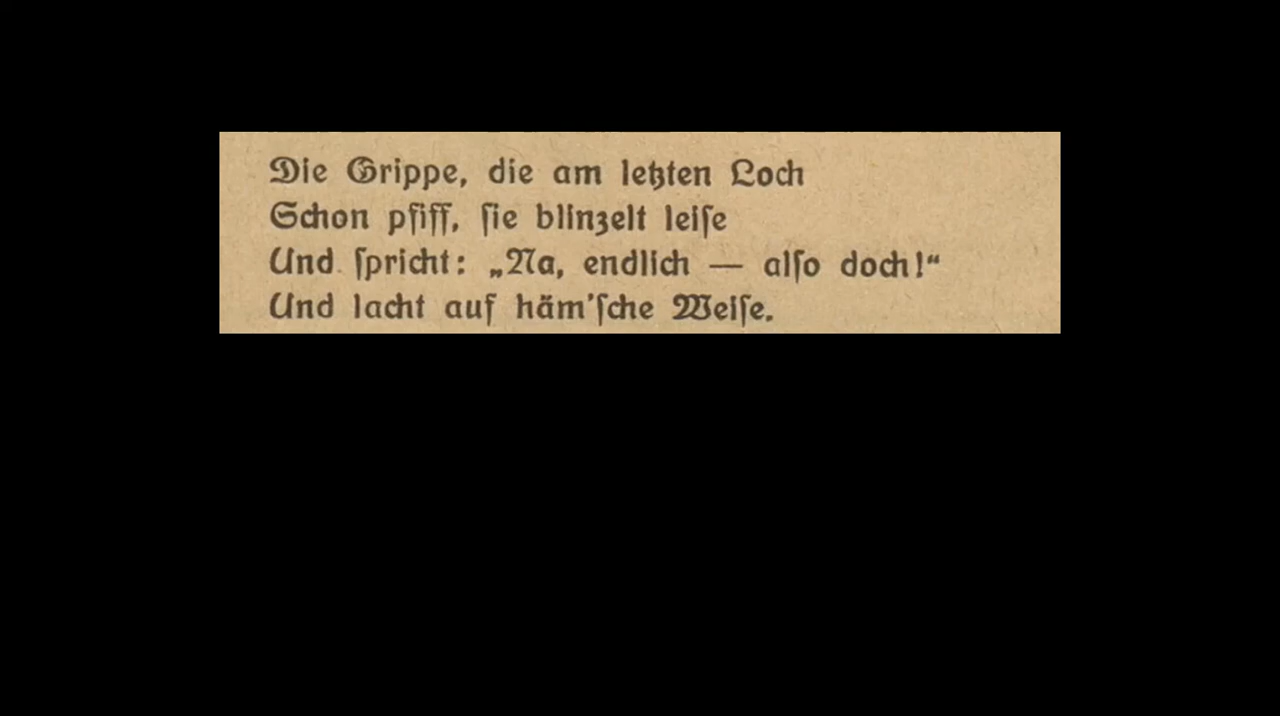 Die Grippe, die am letzten Loch
Schon pfiff, ſie blinzelt leiſe
Und ſpricht: „Na, endlich — alſo doch!“
Und lacht auf häm'ſche Weiſe.